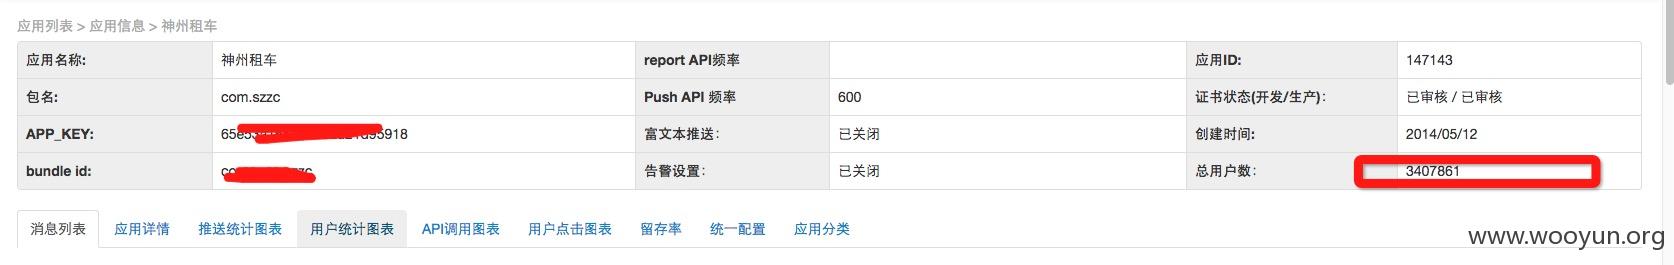 应用列表 > 应用信息 > 神州租车
应用名称: 神州租车 report API频率 应用ID: 147143
包名: com.szzc Push API 频率 600 证书状态(开发/生产): 已审核 / 已审核
APP_KEY: 富文本推送: 已关闭 创建时间: 2014/05/12
bundle id: 告警设置: 已关闭 总用户数: 3407861
消息列表 应用详情 推送统计图表 用户统计图表 API调用图表 用户点击图表 留存率 统一配置 应用分类
www.wooyun.org